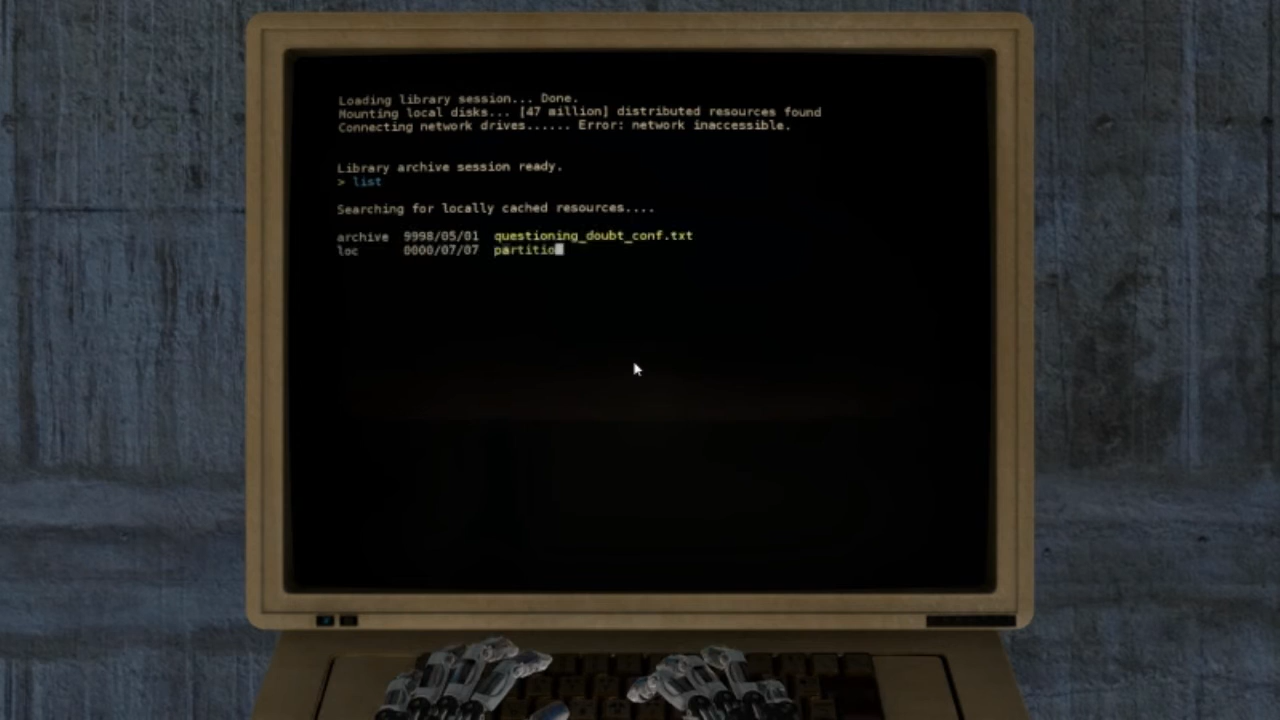 Loading library session... Done.
Mounting local disks... [47 million] distributed resources found
Connecting network drives...... Error: network inaccessible.
Library archive session ready.
> list
Searching for locally cached resources....
archive 9998/05/01 questioning_doubt_conf.txt
loc 0000/07/07 partitio